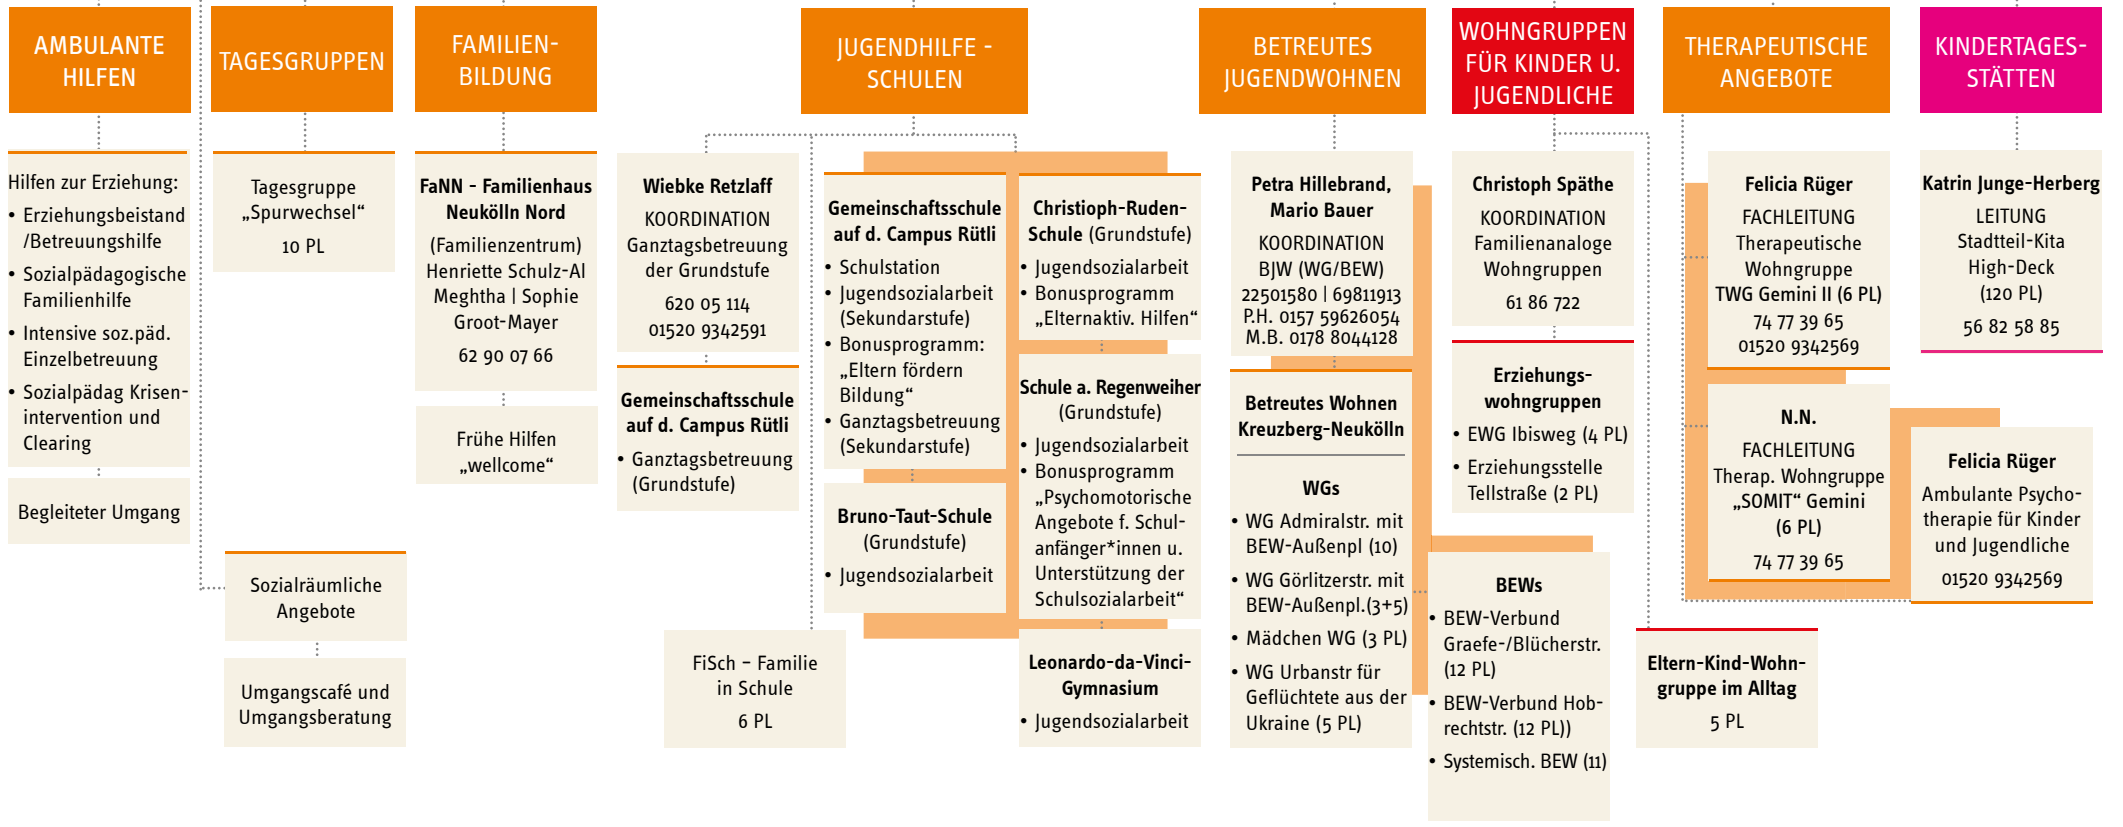 AMBULANTE
HILFEN
Hilfen zur Erziehung:
• Erziehungsbeistand
/Betreuungshilfe
• Sozialpädagogische
Familienhilfe
• Intensive soz.päd.
Einzelbetreuung
• Sozialpädag Krisen-
intervention und
Clearing
Begleiteter Umgang
TAGESGRUPPEN
Tagesgruppe
„Spurwechsel“
10 PL
Sozialräumliche
Angebote
Umgangscafé und
Umgangsberatung
FAMILIEN-
BILDUNG
FaNN – Familienhaus
Neukölln Nord
(Familienzentrum)
Henriette Schulz-Al
Meghtha | Sophie
Groot-Mayer
62 90 07 66
Frühe Hilfen
„wellcome“
JUGENDHILFE -
SCHULEN
Wiebke Retzlaff
KOORDINATION
Ganztagsbetreuung
der Grundstufe
620 05 114
01520 9342591
Gemeinschaftsschule
auf d. Campus Rütli
• Ganztagsbetreuung
(Grundstufe)
FiSch – Familie
in Schule
6 PL
Gemeinschaftsschule
auf d. Campus Rütli
• Schulstation
• Jugendsozialarbeit
(Sekundarstufe)
• Bonusprogramm:
„Eltern fördern
Bildung“
• Ganztagsbetreuung
(Sekundarstufe)
Bruno-Taut-Schule
(Grundstufe)
• Jugendsozialarbeit
Christioph-Ruden-
Schule (Grundstufe)
• Jugendsozialarbeit
• Bonusprogramm
„Elternaktiv. Hilfen“
Schule a. Regenweiher
(Grundstufe)
• Jugendsozialarbeit
• Bonusprogramm
„Psychomotorische
Angebote f. Schul-
anfänger*innen u.
Unterstützung der
Schulsozialarbeit“
Leonardo-da-Vinci-
Gymnasium
• Jugendsozialarbeit
BETREUTES
JUGENDWOHNEN
Petra Hillebrand,
Mario Bauer
KOORDINATION
BJW (WG/BEW)
22501580 | 69811913
P.H. 0157 59626054
M.B. 0178 8044128
Betreutes Wohnen
Kreuzberg-Neukölln
WGs
• WG Admiralstr. mit
BEW-Außenpl (10)
• WG Görlitzerstr. mit
BEW-Außenpl.(3+5)
• Mädchen WG (3 PL)
• WG Urbanstr für
Geflüchtete aus der
Ukraine (5 PL)
BEWs
• BEW-Verbund
Graefe-/Blücherstr.
(12 PL)
• BEW-Verbund Hob-
rechtstr. (12 PL))
• Systemisch. BEW (11)
WOHNGRUPPEN
FÜR KINDER U.
JUGENDLICHE
Christoph Späthe
KOORDINATION
Familienanaloge
Wohngruppen
61 86 722
Erziehungs-
wohngruppen
• EWG Ibisweg (4 PL)
• Erziehungsstelle
Tellstraße (2 PL)
Eltern-Kind-Wohn-
gruppe im Alltag
5 PL
THERAPEUTISCHE
ANGEBOTE
Felicia Rüger
FACHLEITUNG
Therapeutische
Wohngruppe
TWG Gemini II (6 PL)
74 77 39 65
01520 9342569
N.N.
FACHLEITUNG
Therap. Wohngruppe
„SOMIT“ Gemini
(6 PL)
74 77 39 65
Felicia Rüger
Ambulante Psycho-
therapie für Kinder
und Jugendliche
01520 9342569
KINDERTAGES-
STÄTTEN
Katrin Junge-Herberg
LEITUNG
Stadtteil-Kita
High-Deck
(120 PL)
56 82 58 85